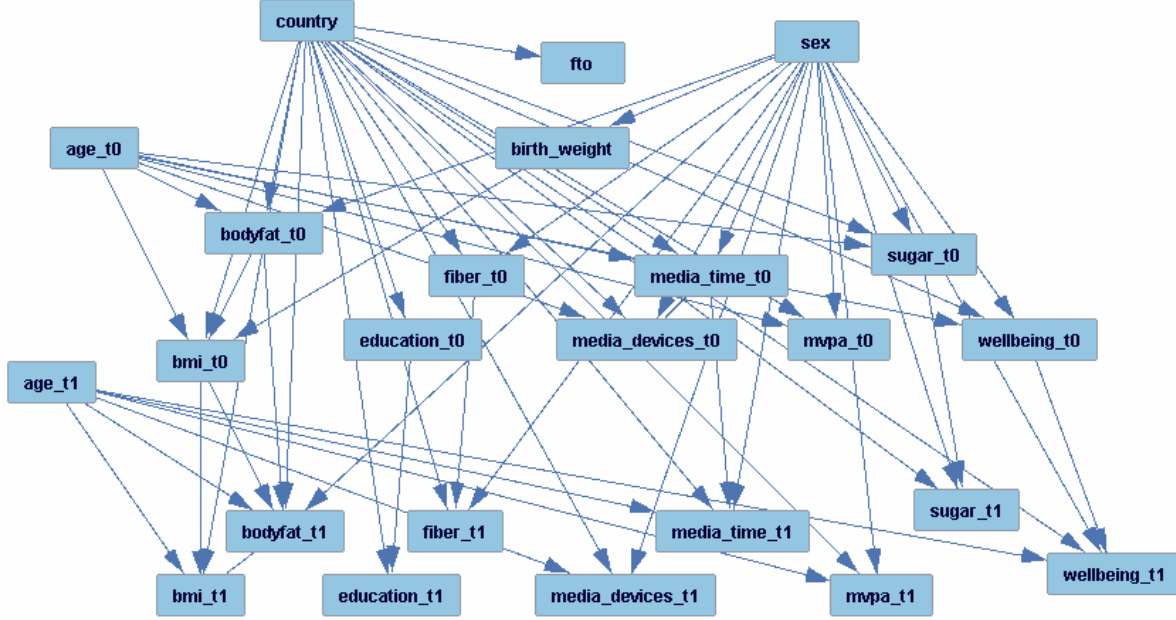 country
sex
fto
age_t0
birth_weight
bodyfat_t0
sugar_t0
fiber_t0
media_time_t0
education_t0
media_devices_t0
mvpa_t0
wellbeing_t0
bmi_t0
age_t1
sugar_t1
bodyfat_t1
fiber_t1
media_time_t1
wellbeing_t1
bmi_t1
education_t1
media_devices_t1
mvpa_t1